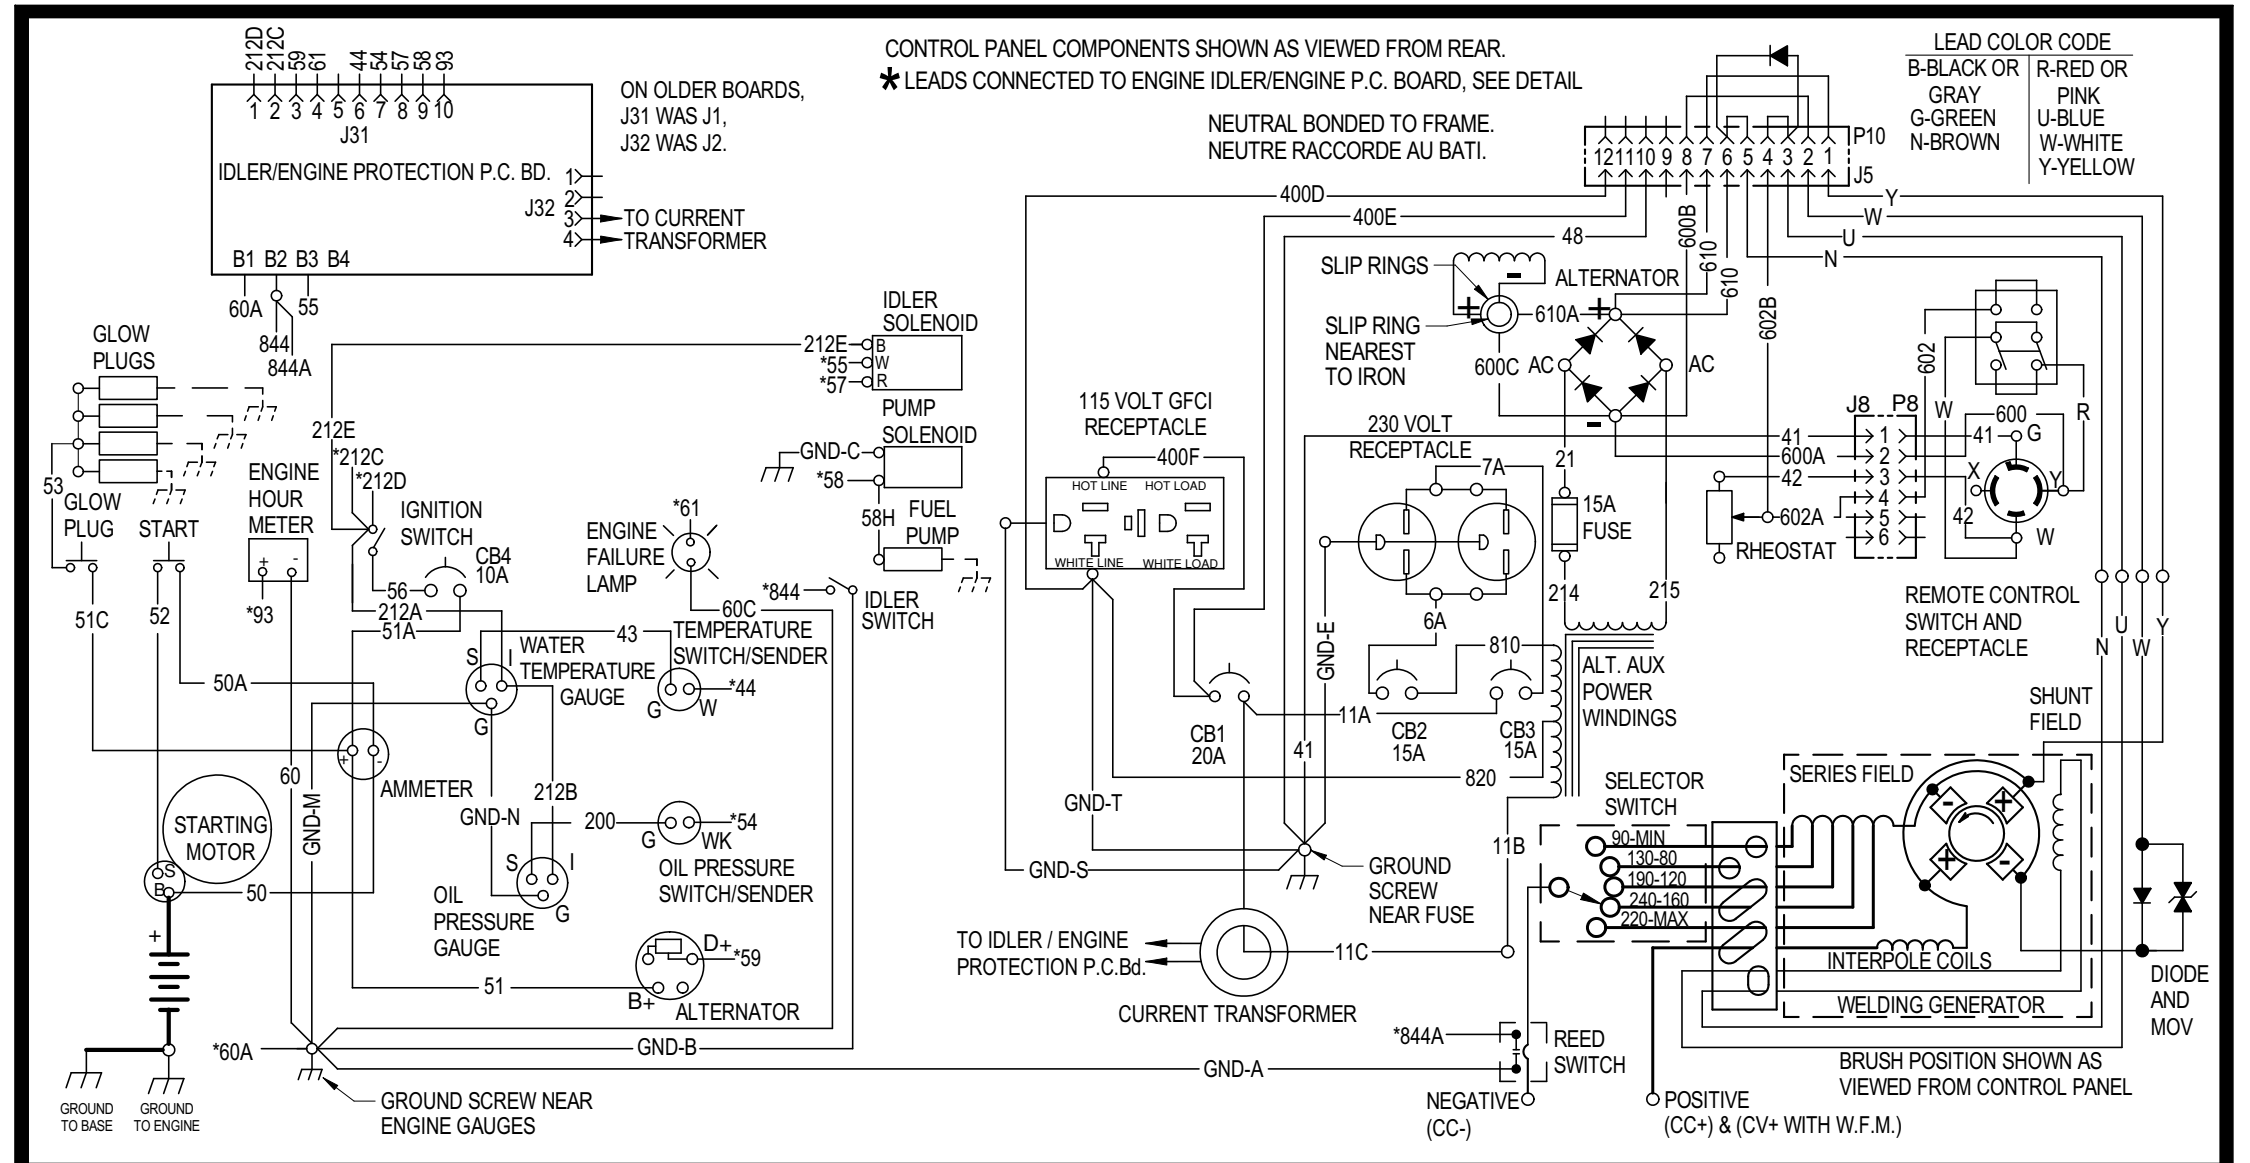 CONTROL PANEL COMPONENTS SHOWN AS VIEWED FROM REAR.
* LEADS CONNECTED TO ENGINE IDLER/ENGINE P.C. BOARD, SEE DETAIL
NEUTRAL BONDED TO FRAME.
NEUTRE RACCORDE AU BATI.
LEAD COLOR CODE
B-BLACK OR GRAY
G-GREEN
N-BROWN
R-RED OR PINK
U-BLUE
W-WHITE
Y-YELLOW
212D 212C 59 61 44 54 57 58 93
1 2 3 4 5 6 7 8 9 10
J31
IDLER/ENGINE PROTECTION P.C. BD.
1
2
J32
3
4
TO CURRENT
TRANSFORMER
B1 B2 B3 B4
60A
55
844
844A
ON OLDER BOARDS,
J31 WAS J1,
J32 WAS J2.
P10
12 11 10 9 8 7 6 5 4 3 2 1
J5
400D
400E
48
600B
610
610
602B
Y
W
U
N
IDLER
SOLENOID
212E
B
*55
W
*57
R
PUMP
SOLENOID
GND-C
*58
58H
FUEL
PUMP
GLOW
PLUGS
53
GLOW
PLUG
START
51C
52
ENGINE
HOUR
METER
+ -
*93
212E
*212C
*212D
IGNITION
SWITCH
CB4
10A
56
212A
51A
ENGINE
FAILURE
LAMP
*61
60C
*844
IDLER
SWITCH
43
WATER
TEMPERATURE
GAUGE
S I
G
TEMPERATURE
SWITCH/SENDER
*44
G W
50A
AMMETER
+ -
60
GND-M
GND-N
212B
200
*54
G WK
OIL PRESSURE
SWITCH/SENDER
OIL
PRESSURE
GAUGE
S I
G
STARTING
MOTOR
S
B
50
+
D+
*59
B+
ALTERNATOR
51
*60A
GND-B
GND-A
GROUND
TO BASE
GROUND
TO ENGINE
GROUND SCREW NEAR
ENGINE GAUGES
SLIP RINGS
SLIP RING
NEAREST
TO IRON
ALTERNATOR
-
+
610A
+
600C
AC
AC
-
115 VOLT GFCI
RECEPTACLE
400F
HOT LINE HOT LOAD
WHITE LINE WHITE LOAD
230 VOLT
RECEPTACLE
7A
6A
21
15A
FUSE
214
215
GND-E
810
ALT. AUX
POWER
WINDINGS
CB1
20A
11A
CB2
15A
CB3
15A
41
820
GND-T
GND-S
GROUND
SCREW
NEAR FUSE
11B
11C
TO IDLER / ENGINE
PROTECTION P.C.Bd.
CURRENT TRANSFORMER
*844A
REED
SWITCH
NEGATIVE
(CC-)
POSITIVE
(CC+) & (CV+ WITH W.F.M.)
J8 P8
41
600A
42
602A
1
2
3
4
5
6
RHEOSTAT
602
W
600
R
41
G
X
Y
42
W
REMOTE CONTROL
SWITCH AND
RECEPTACLE
N U W Y
SHUNT
FIELD
SELECTOR
SWITCH
90-MIN
130-80
190-120
240-160
220-MAX
SERIES FIELD
- +
+ -
INTERPOLE COILS
WELDING GENERATOR
DIODE
AND
MOV
BRUSH POSITION SHOWN AS
VIEWED FROM CONTROL PANEL